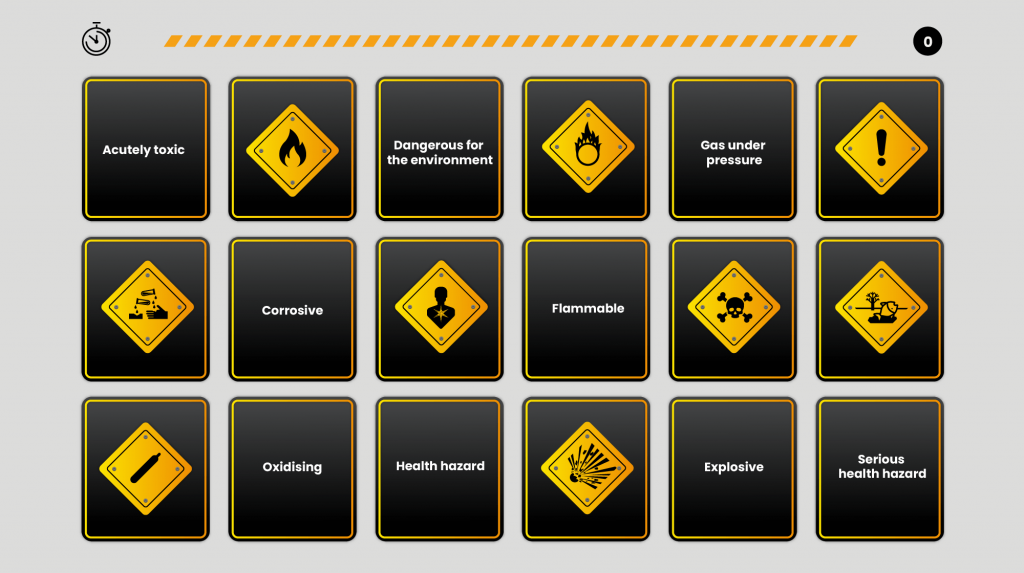 0
Acutely toxic
Dangerous for
the environment
Gas under
pressure
Corrosive
Flammable
Oxidising
Health hazard
Explosive
Serious
health hazard